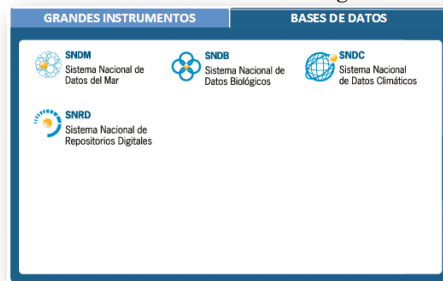 GRANDES INSTRUMENTOS
BASES DE DATOS
SNDM
Sistema Nacional de
Datos del Mar
SNDB
Sistema Nacional de
Datos Biológicos
SNDC
Sistema Nacional
de Datos Climáticos
SNRD
Sistema Nacional de
Repositorios Digitales